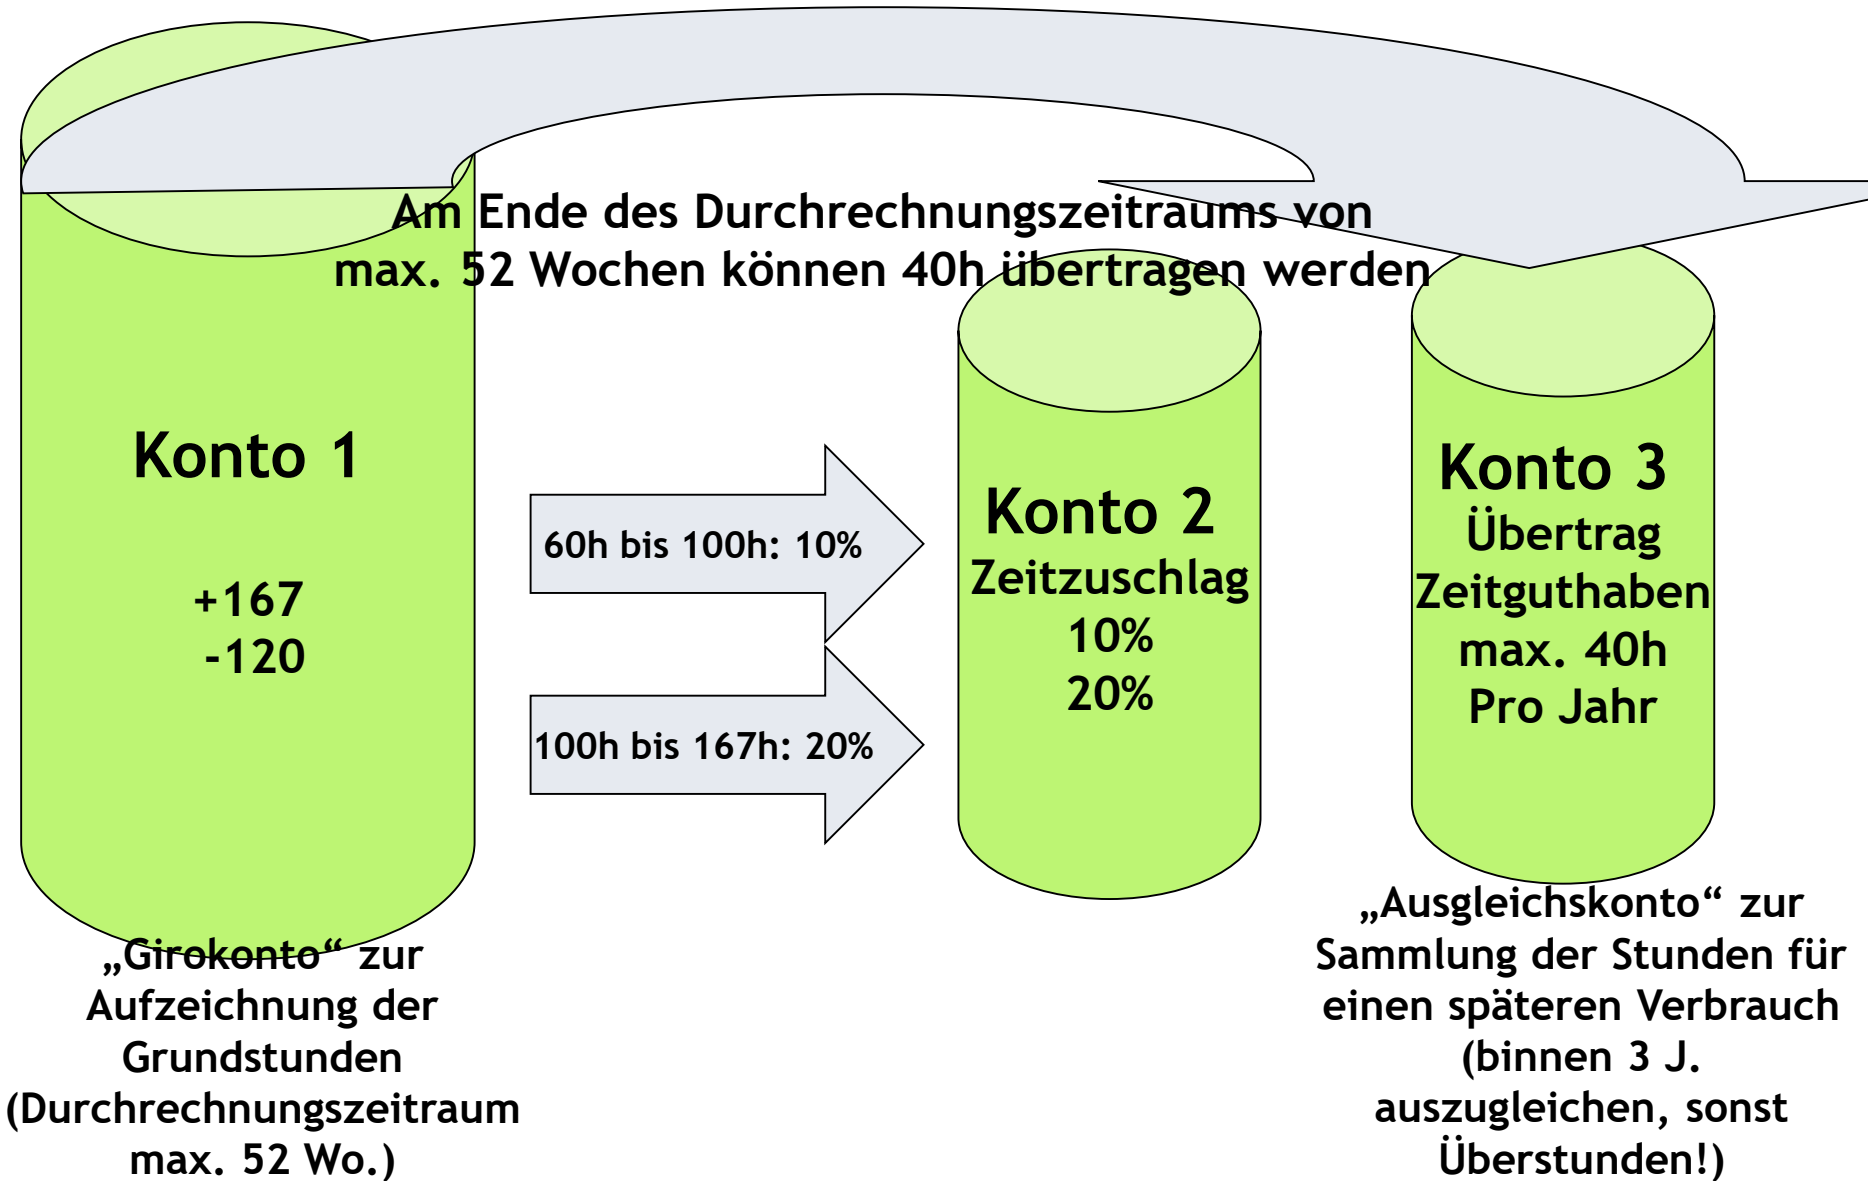 Am Ende des Durchrechnungszeitraums von
max. 52 Wochen können 40h übertragen werden
Konto 1
+167
-120
„Girokonto“ zur
Aufzeichnung der
Grundstunden
(Durchrechnungszeitraum
max. 52 Wo.)
60h bis 100h: 10%
100h bis 167h: 20%
Konto 2
Zeitzuschlag
10%
20%
Konto 3
Übertrag
Zeitguthaben
max. 40h
Pro Jahr
„Ausgleichskonto“ zur
Sammlung der Stunden für
einen späteren Verbrauch
(binnen 3 J.
auszugleichen, sonst
Überstunden!)